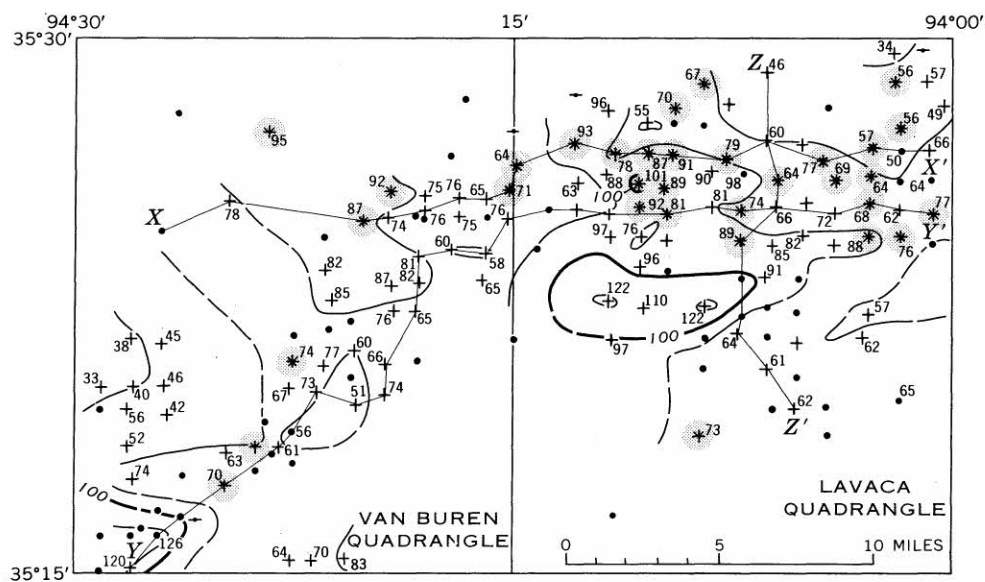 94°30' 15' 94°00'
35°30'
34
Z 46
67 56 57
70
96 55 56 49
95
93 60 57 66
64 78 87 91 79 77 50 X'
92 75 76 65 71 63 88 101 89 90 98 64 69 64 64
X 78 87 74 76 75 76 92 81 81 74 66 72 68 62 77
Y'
97 76 89 85 82 88 76
60 58
81
82 87 82 65 96 91
85 122 110 122
76 65 57
100
38 45 60 97 64 62
74 77 66
33 40 46 67 73 51 74 61
56 42 62 65
Z'
52 56 61 73
63
74 70
100
LAVACA
QUADRANGLE
VAN BUREN
QUADRANGLE
Y 126
120 64 70 83
35°15'
0 5 10 MILES